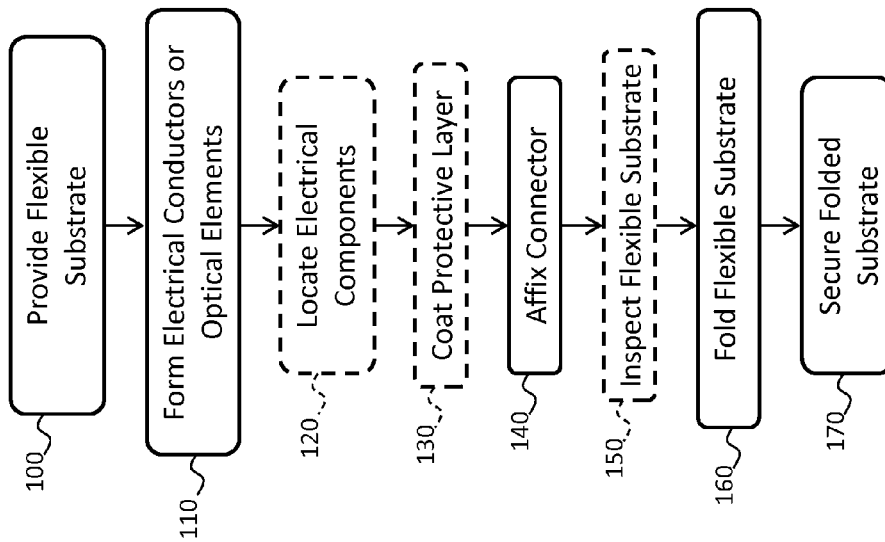 Provide Flexible
Substrate
100
Form Electrical Conductors or
Optical Elements
110
Locate Electrical
Components
120
Coat Protective Layer
130
Affix Connector
140
Inspect Flexible Substrate
150
Fold Flexible Substrate
160
Secure Folded
Substrate
170